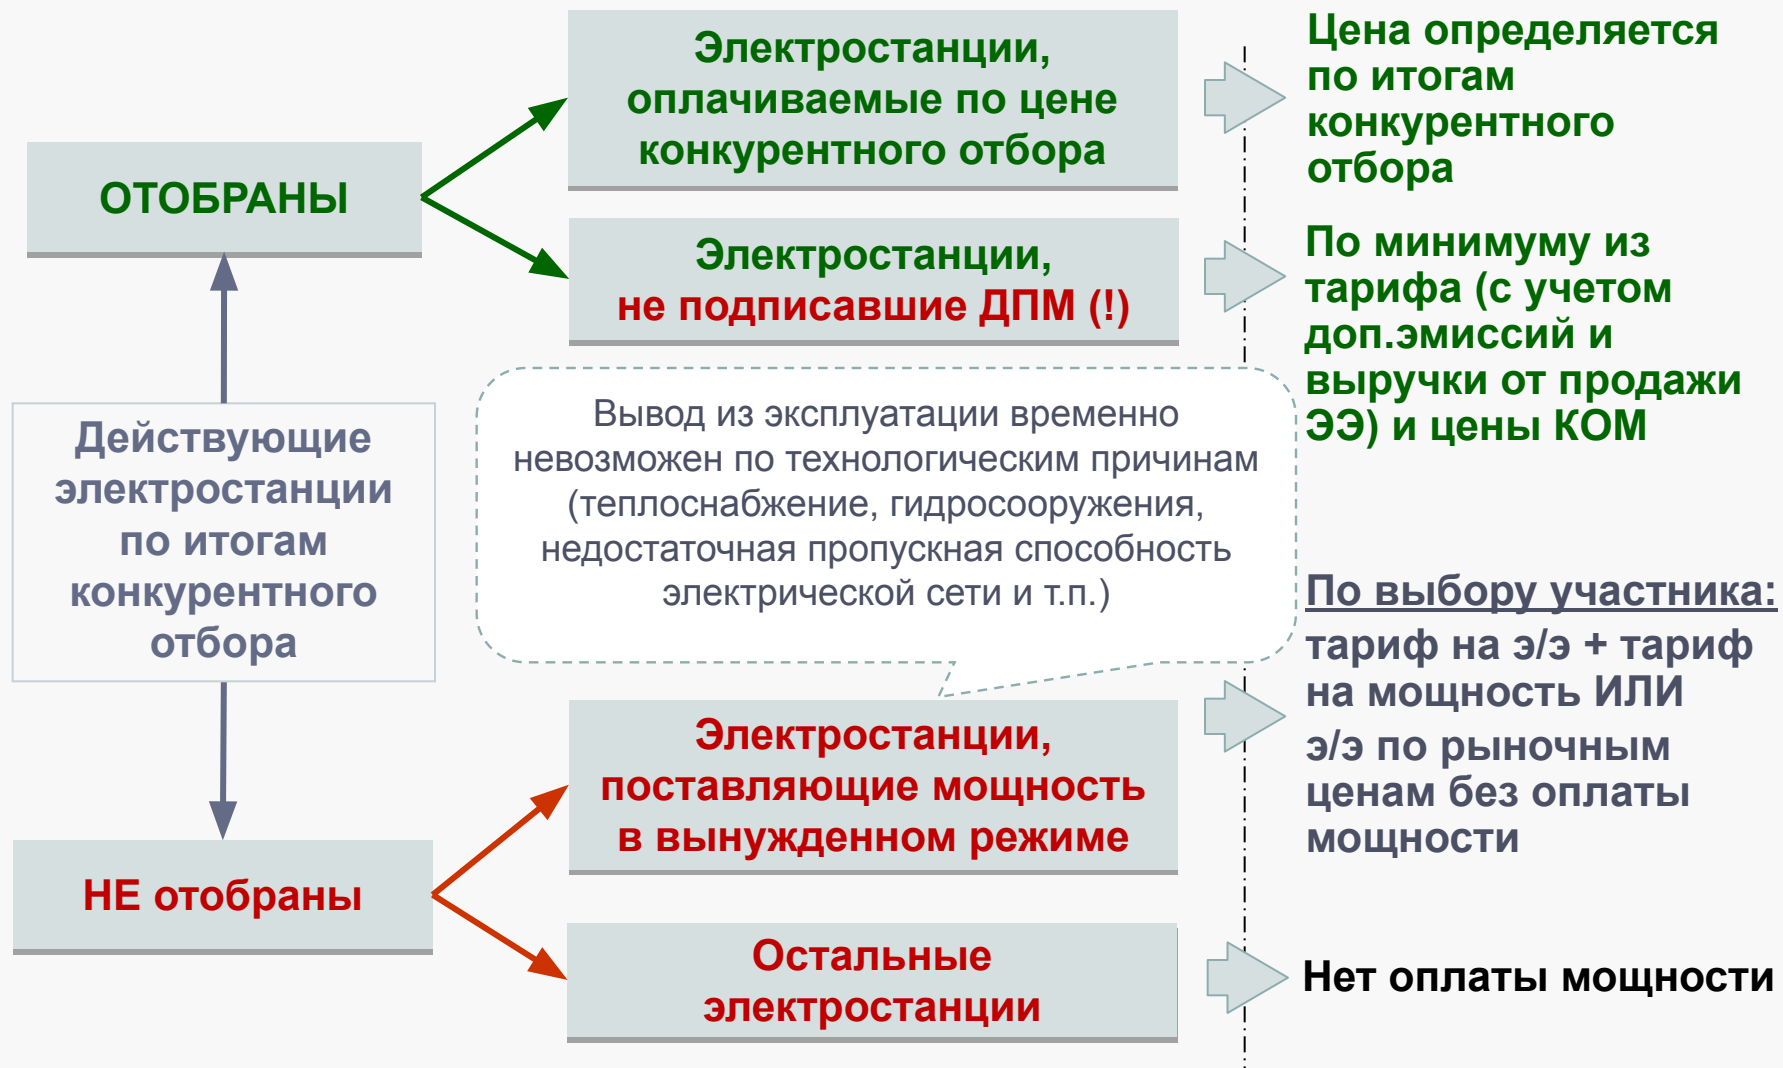 Электростанции,
оплачиваемые по цене
конкурентного отбора
Цена определяется
по итогам
конкурентного
отбора
ОТОБРАНЫ
Электростанции,
не подписавшие ДПМ (!)
По минимуму из
тарифа (с учетом
доп.эмиссий и
выручки от продажи
ЭЭ) и цены КОМ
Действующие
электростанции
по итогам
конкурентного
отбора
Вывод из эксплуатации временно
невозможен по технологическим причинам
(теплоснабжение, гидросооружения,
недостаточная пропускная способность
электрической сети и т.п.)
По выбору участника:
тариф на э/э + тариф
на мощность ИЛИ
э/э по рыночным
ценам без оплаты
мощности
Электростанции,
поставляющие мощность
в вынужденном режиме
НЕ отобраны
Остальные
электростанции
Нет оплаты мощности